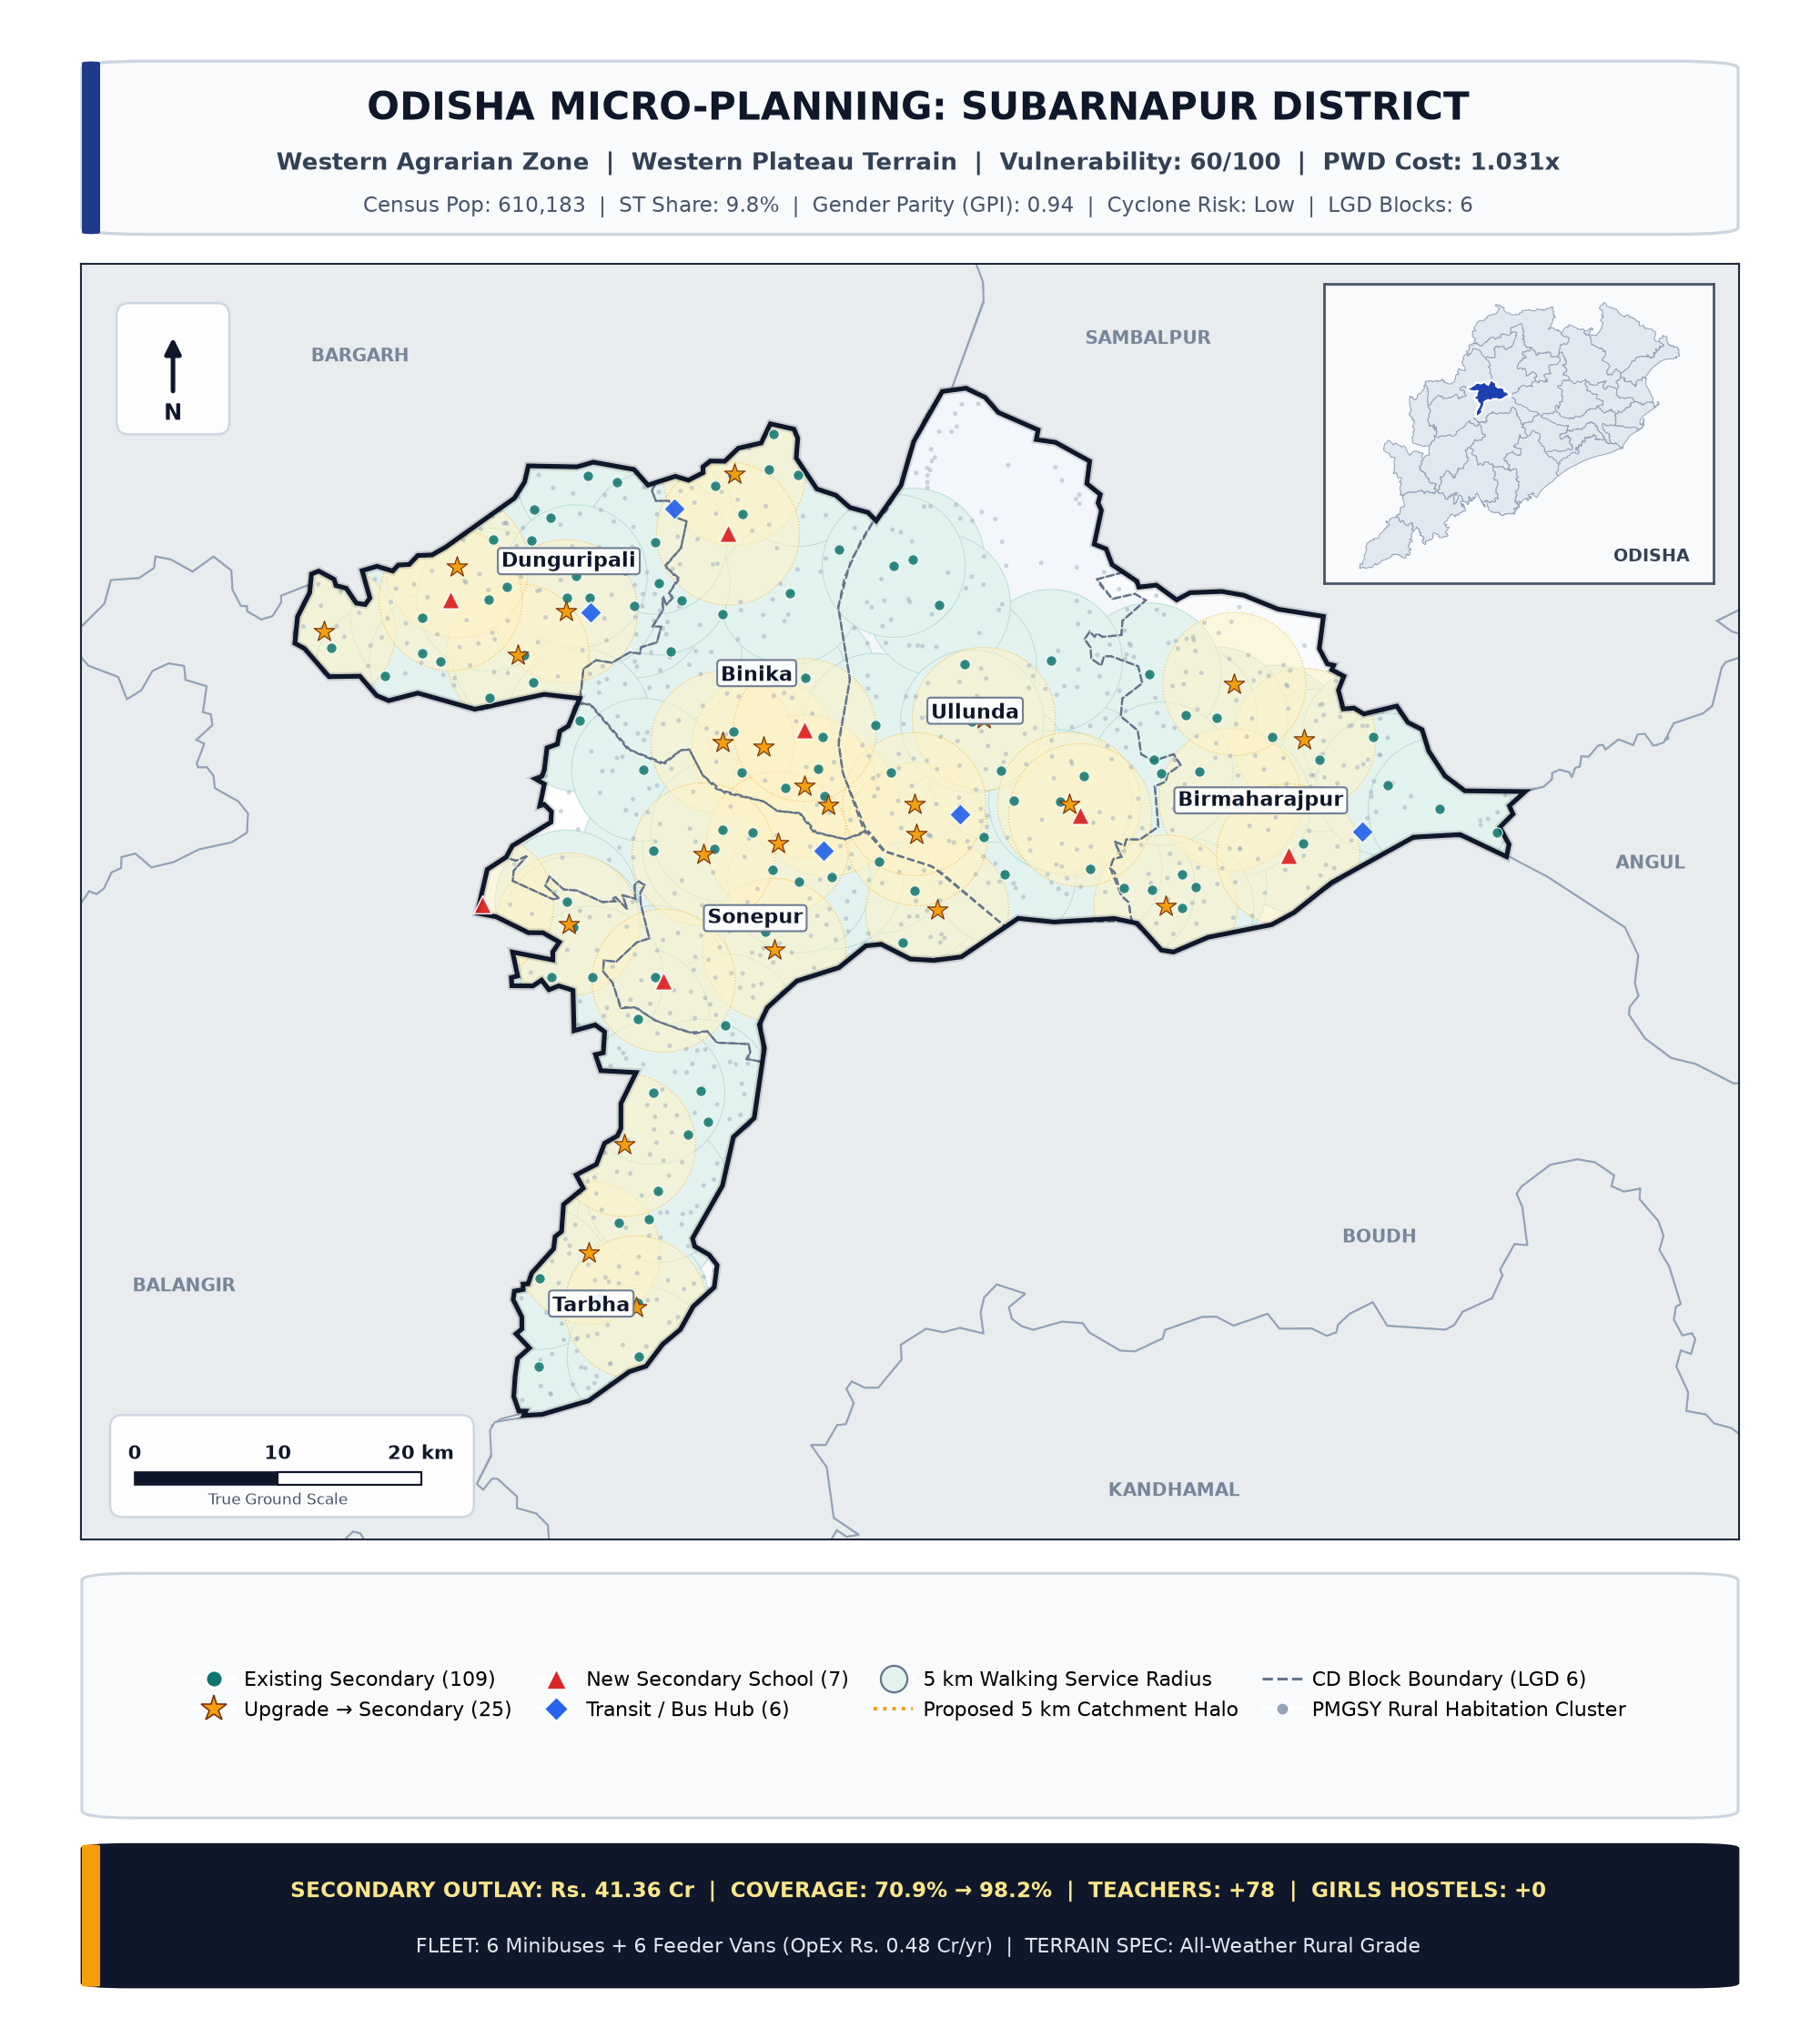 ODISHA MICRO-PLANNING: SUBARNAPUR DISTRICT
Western Agrarian Zone | Western Plateau Terrain | Vulnerability: 60/100 | PWD Cost: 1.031x
Census Pop: 610,183 | ST Share: 9.8% | Gender Parity (GPI): 0.94 | Cyclone Risk: Low | LGD Blocks: 6
N
BARGARH
SAMBALPUR
ODISHA
Dunguripali
Binika
Ullunda
Birmaharajpur
ANGUL
Sonepur
BOUDH
BALANGIR
Tarbha
KANDHAMAL
0 10 20 km
True Ground Scale
Existing Secondary (109)
Upgrade → Secondary (25)
New Secondary School (7)
Transit / Bus Hub (6)
5 km Walking Service Radius
Proposed 5 km Catchment Halo
CD Block Boundary (LGD 6)
PMGSY Rural Habitation Cluster
SECONDARY OUTLAY: Rs. 41.36 Cr | COVERAGE: 70.9% → 98.2% | TEACHERS: +78 | GIRLS HOSTELS: +0
FLEET: 6 Minibuses + 6 Feeder Vans (OpEx Rs. 0.48 Cr/yr) | TERRAIN SPEC: All-Weather Rural Grade